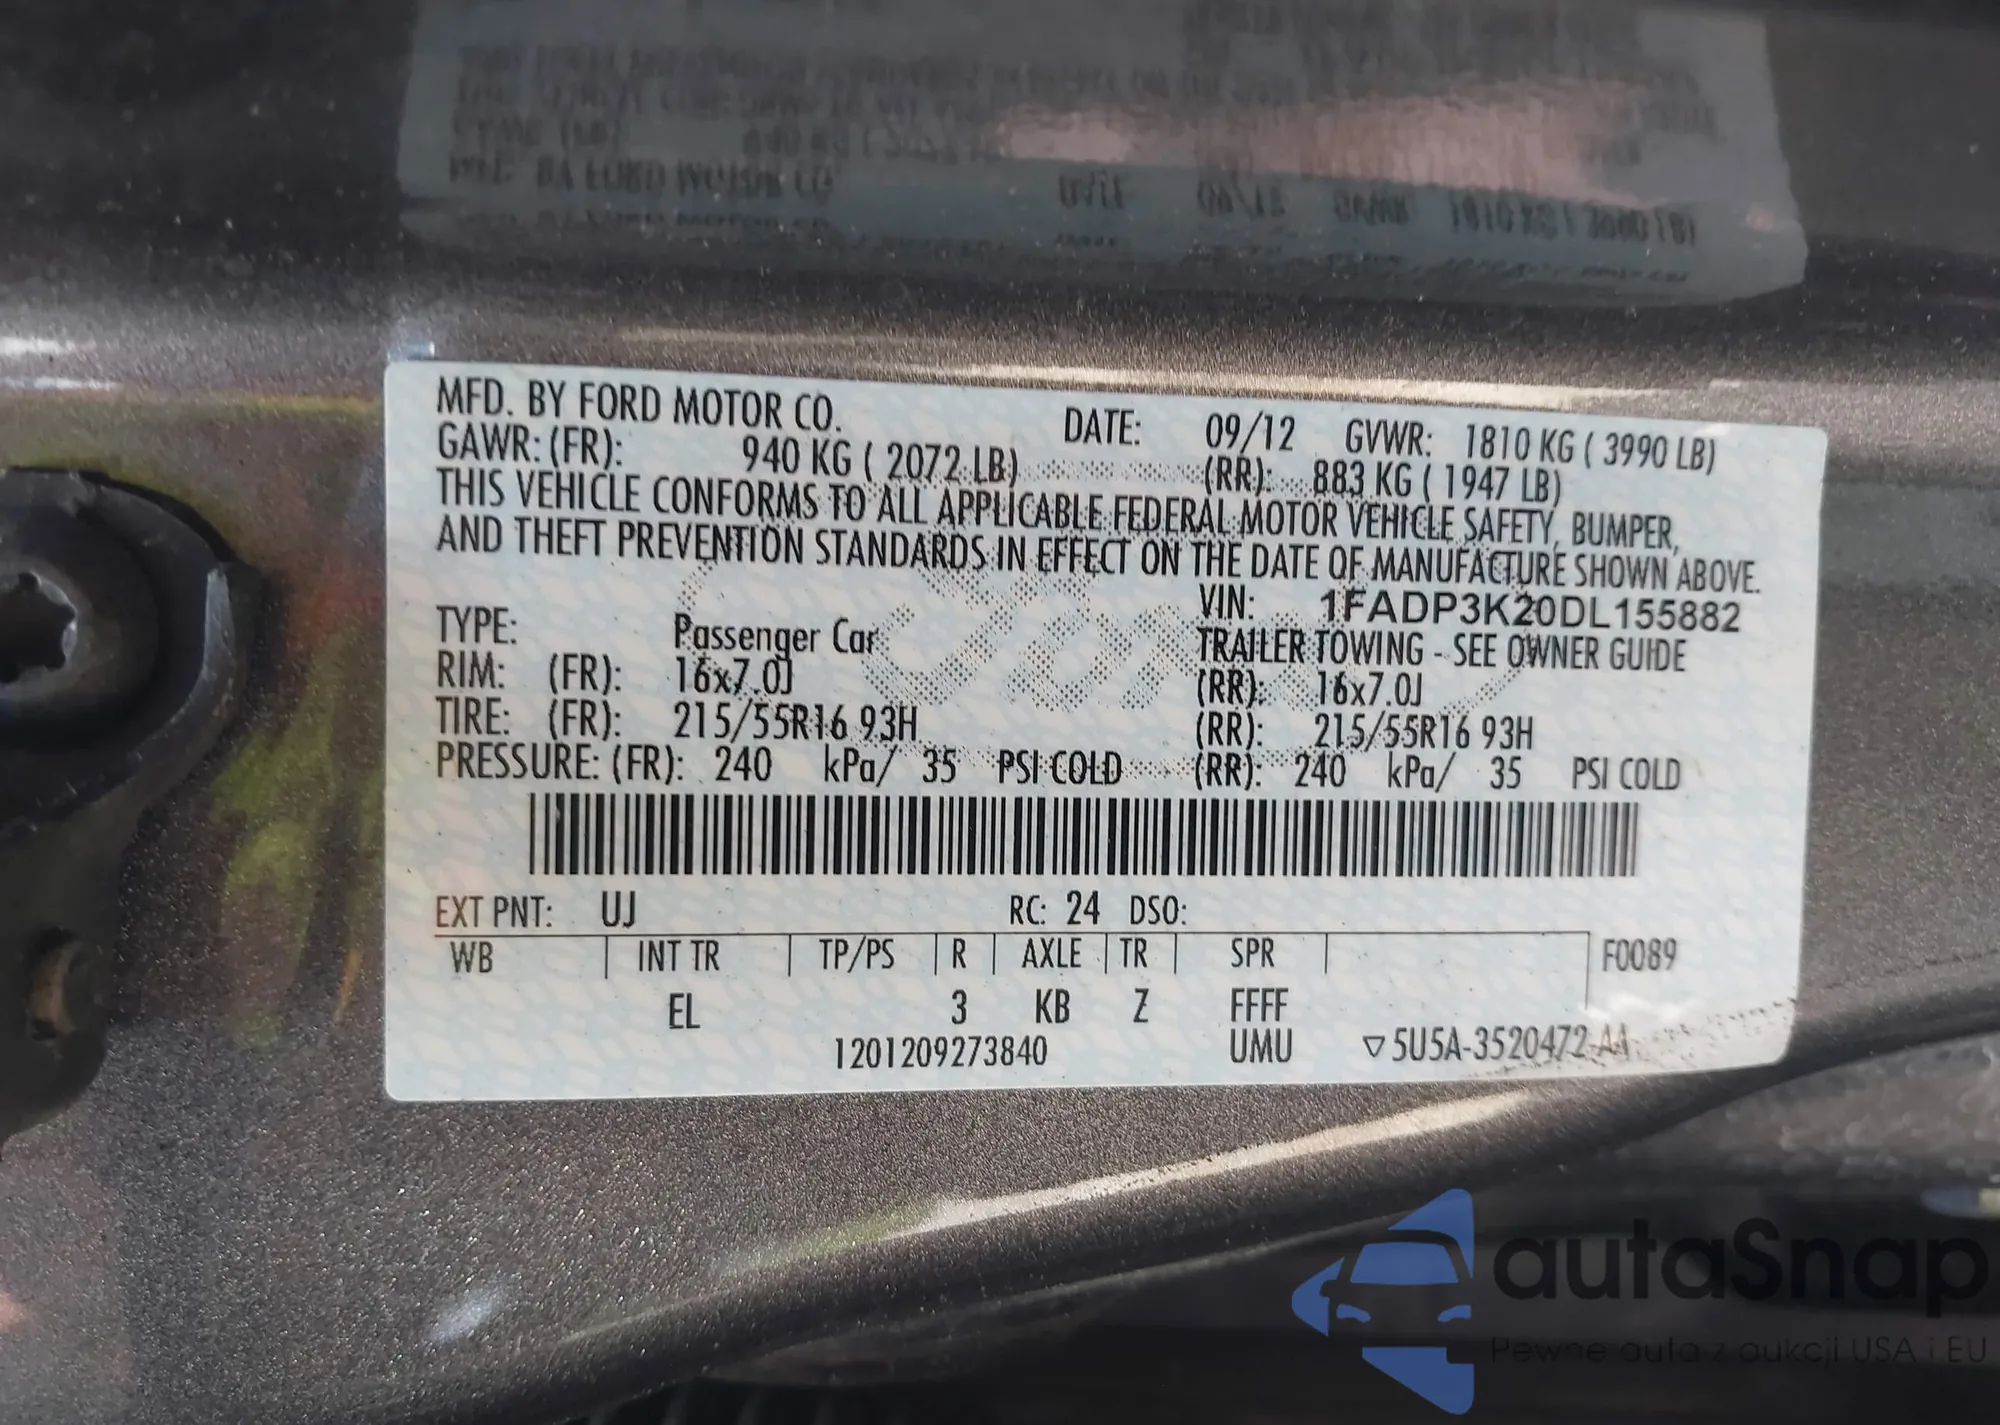 MFD. BY FORD MOTOR CO. DATE: 09/12 GVWR: 1810 KG ( 3990 LB)
GAWR: (FR): 940 KG ( 2072 LB) (RR): 883 KG ( 1947 LB)
THIS VEHICLE CONFORMS TO ALL APPLICABLE FEDERAL MOTOR VEHICLE SAFETY, BUMPER,
AND THEFT PREVENTION STANDARDS IN EFFECT ON THE DATE OF MANUFACTURE SHOWN ABOVE.
VIN: 1FADP3K20DL155882
TYPE: Passenger Car TRAILER TOWING - SEE OWNER GUIDE
RIM: (FR): 16x7.0J (RR): 16x7.0J
TIRE: (FR): 215/55R16 93H (RR): 215/55R16 93H
PRESSURE: (FR): 240 kPa/ 35 PSI COLD (RR): 240 kPa/ 35 PSI COLD
EXT PNT: UJ RC: 24 DSO:
WB INT TR TP/PS R AXLE TR SPR F0089
EL 3 KB Z FFFF
1201209273840 UMU ▽5U5A-3520472-AA
autoSnap
Pewne auta z aukcji USA i EU